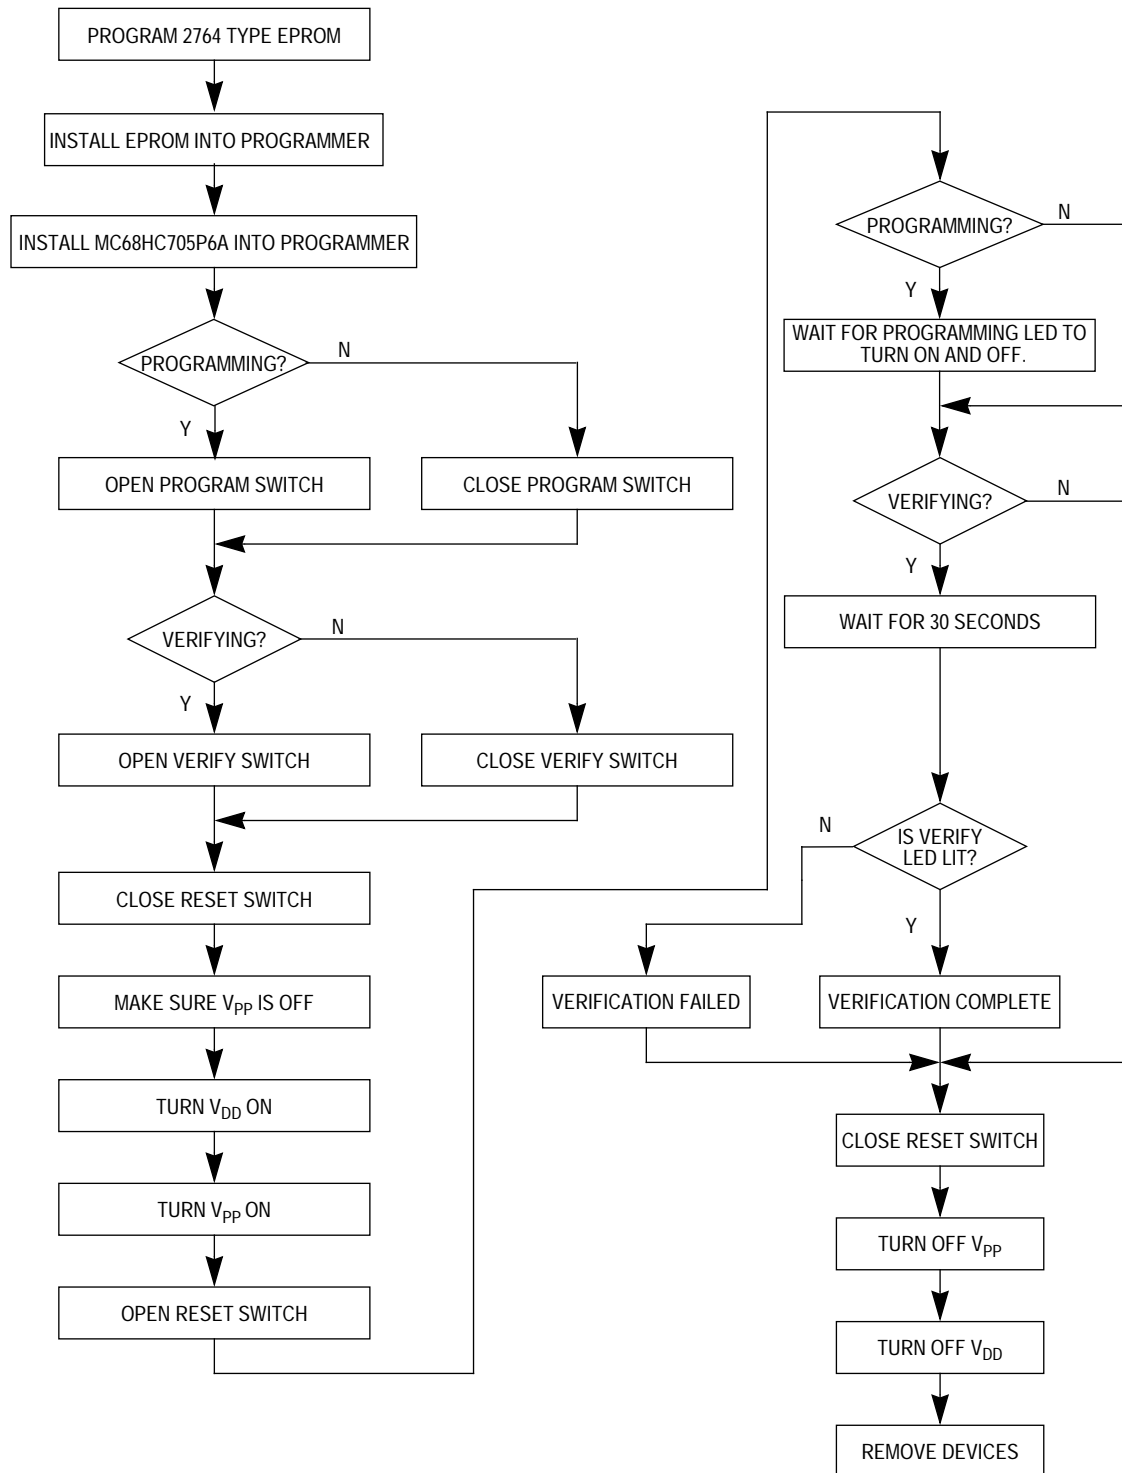 PROGRAM 2764 TYPE EPROM
INSTALL EPROM INTO PROGRAMMER
INSTALL MC68HC705P6A INTO PROGRAMMER
PROGRAMMING?
N
Y
OPEN PROGRAM SWITCH
CLOSE PROGRAM SWITCH
VERIFYING?
N
Y
OPEN VERIFY SWITCH
CLOSE VERIFY SWITCH
CLOSE RESET SWITCH
MAKE SURE VPP IS OFF
TURN VDD ON
TURN VPP ON
OPEN RESET SWITCH
PROGRAMMING?
N
Y
WAIT FOR PROGRAMMING LED TO
TURN ON AND OFF.
VERIFYING?
N
Y
WAIT FOR 30 SECONDS
N
IS VERIFY
LED LIT?
Y
VERIFICATION FAILED
VERIFICATION COMPLETE
CLOSE RESET SWITCH
TURN OFF VPP
TURN OFF VDD
REMOVE DEVICES